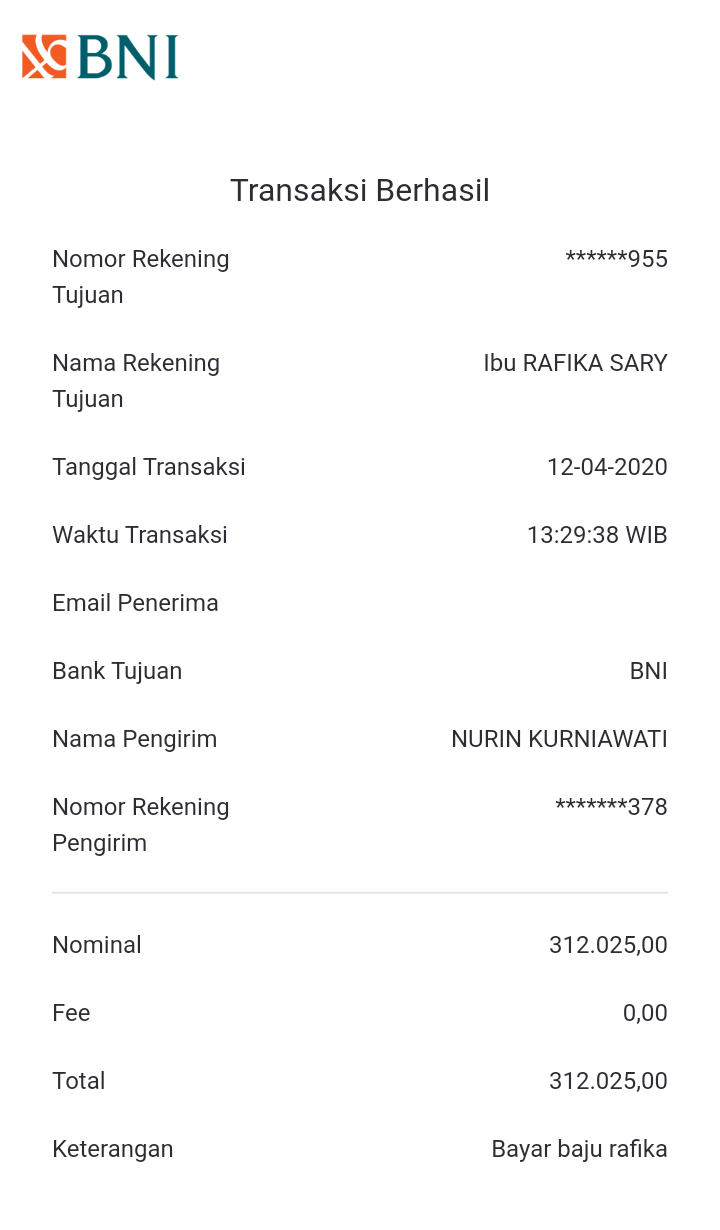 BNI
Transaksi Berhasil
Nomor Rekening Tujuan ******955
Nama Rekening Tujuan Ibu RAFIKA SARY
Tanggal Transaksi 12-04-2020
Waktu Transaksi 13:29:38 WIB
Email Penerima
Bank Tujuan BNI
Nama Pengirim NURIN KURNIAWATI
Nomor Rekening Pengirim *******378
Nominal 312.025,00
Fee 0,00
Total 312.025,00
Keterangan Bayar baju rafika